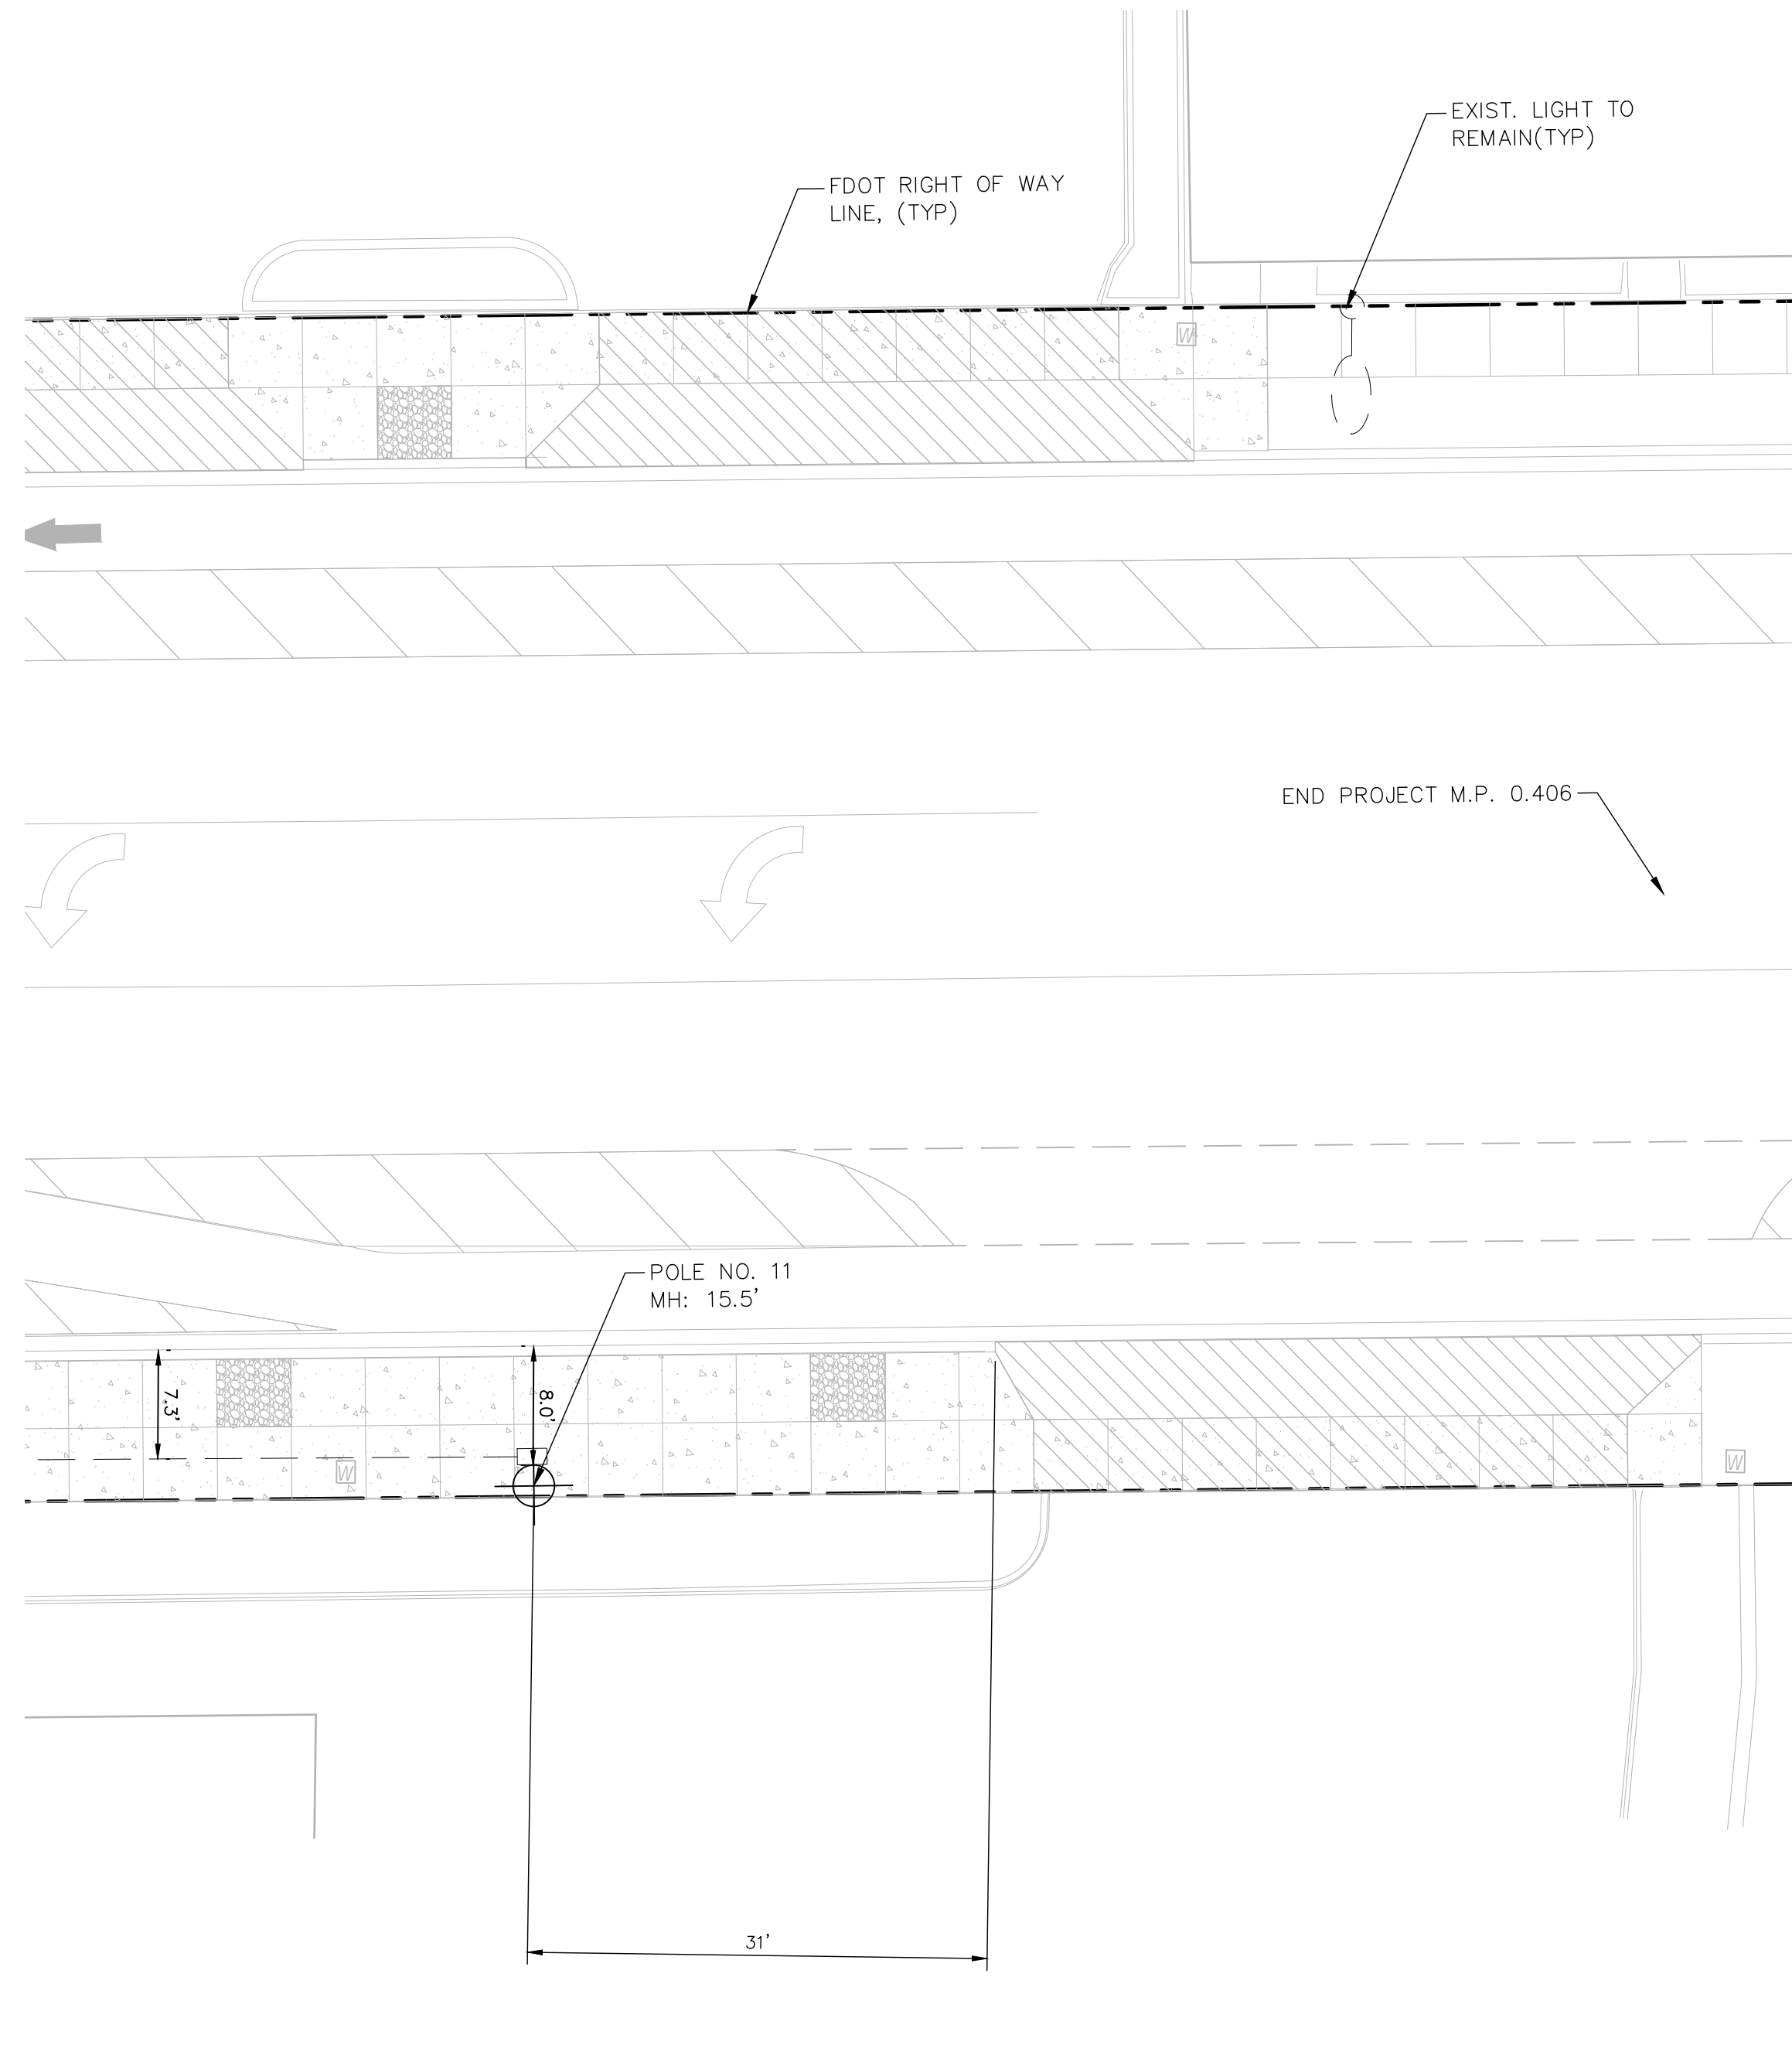 EXIST. LIGHT TO
REMAIN(TYP)
FDOT RIGHT OF WAY
LINE, (TYP)
W
END PROJECT M.P. 0.406
POLE NO. 11
MH: 15.5'
7.3'
8.0'
W
W
31'